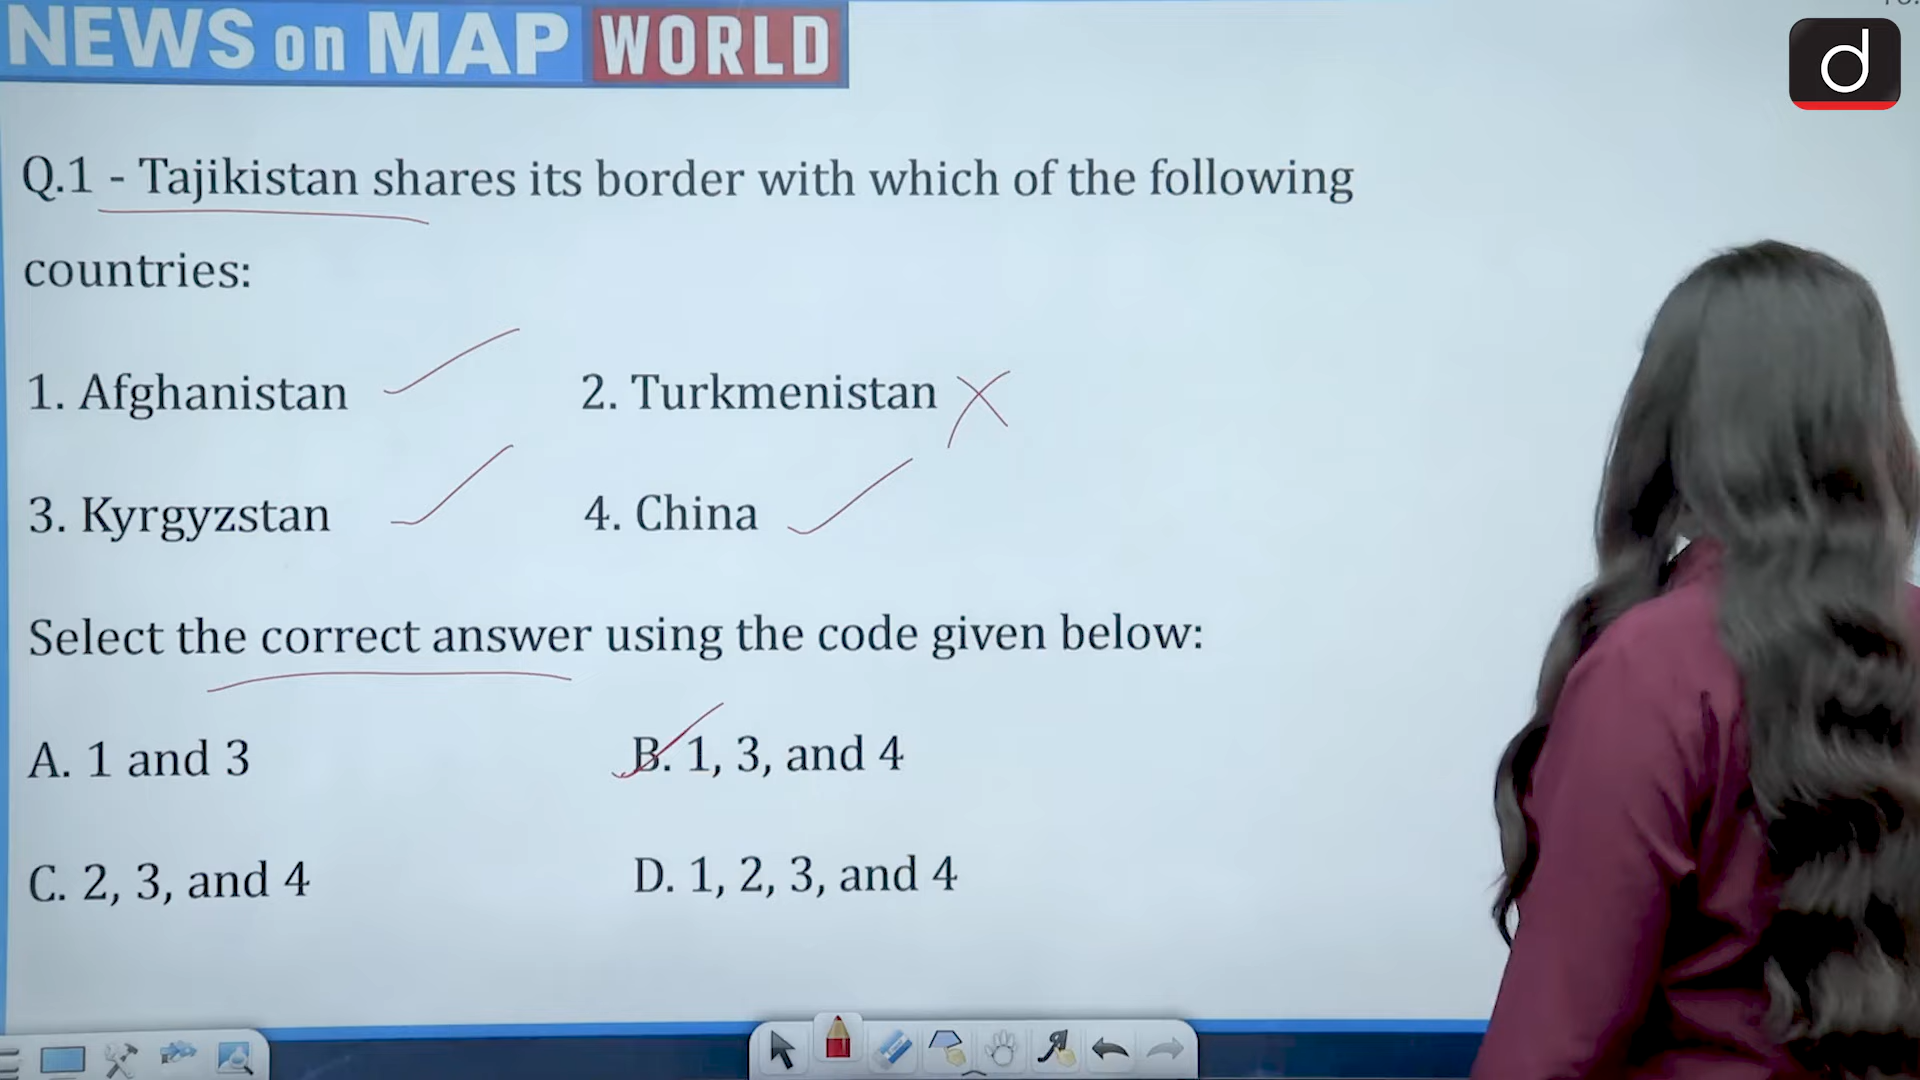 NEWS on MAP WORLD
d
Q.1 - Tajikistan shares its border with which of the following
countries:
1. Afghanistan 2. Turkmenistan
3. Kyrgyzstan 4. China
Select the correct answer using the code given below:
A. 1 and 3 B. 1, 3, and 4
C. 2, 3, and 4 D. 1, 2, 3, and 4